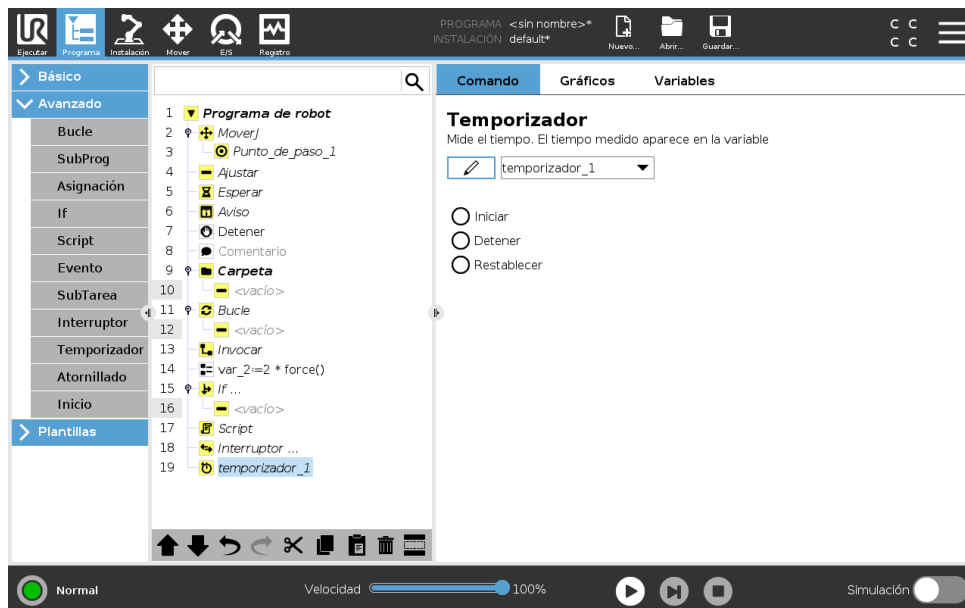 UR
Ejecutar
Programa
Instalación
Mover
E/S
Registro
PROGRAMA <sin nombre>*
INSTALACIÓN default*
Nuevo...
Abrir...
Guardar...
C C
C C
Básico
Avanzado
Bucle
SubProg
Asignación
If
Script
Evento
SubTarea
Interruptor
Temporizador
Atornillado
Inicio
Plantillas
1 Programa de robot
2 MoverJ
3 Punto_de_paso_1
4 Ajustar
5 Esperar
6 Aviso
7 Detener
8 Comentario
9 Carpeta
10 <vacío>
11 Bucle
12 <vacío>
13 Invocar
14 var_2:=2 * force()
15 If ...
16 <vacío>
17 Script
18 Interruptor ...
19 temporizador_1
Comando Gráficos Variables
Temporizador
Mide el tiempo. El tiempo medido aparece en la variable
temporizador_1
Iniciar
Detener
Restablecer
Normal
Velocidad 100%
Simulación